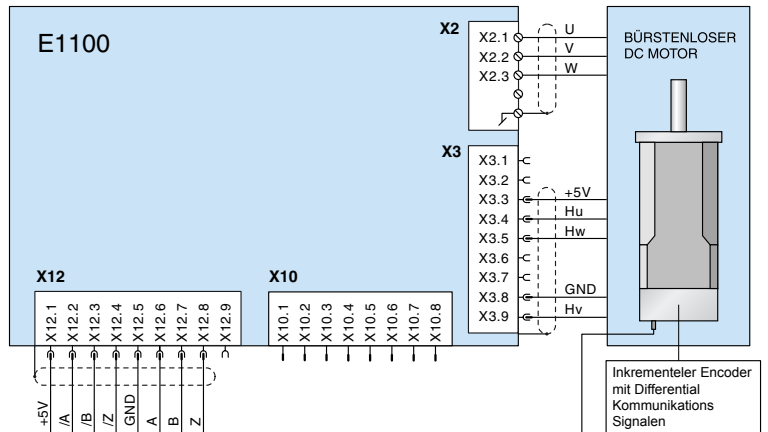 E1100
X2
X2.1
X2.2
X2.3
U
V
W
BÜRSTENLOSER
DC MOTOR
X3
X3.1
X3.2
X3.3
X3.4
X3.5
X3.6
X3.7
X3.8
X3.9
+5V
Hu
Hw
GND
Hv
X12
X12.1
X12.2
X12.3
X12.4
X12.5
X12.6
X12.7
X12.8
X12.9
X10
X10.1
X10.2
X10.3
X10.4
X10.5
X10.6
X10.7
X10.8
+5V
/A
/B
/Z
GND
A
B
Z
Inkrementeler Encoder
mit Differential
Kommunikations
Signalen